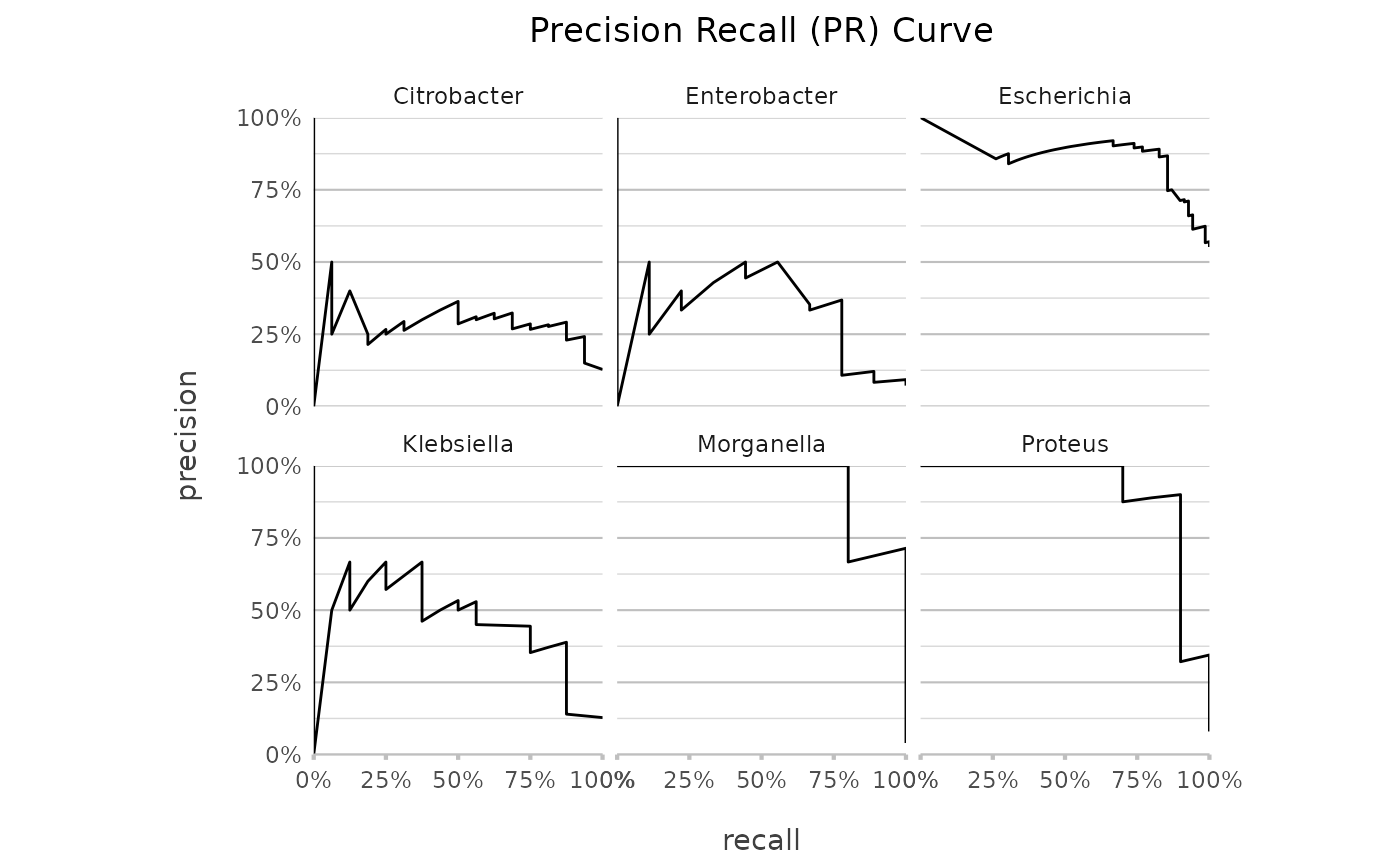 Precision Recall (PR) Curve
Citrobacter Enterobacter Escherichia
100%
75%
50%
25%
0%
precision
Klebsiella Morganella Proteus
100%
75%
50%
25%
0%
0% 25% 50% 75% 100% 0% 25% 50% 75% 100% 0% 25% 50% 75% 100%
recall